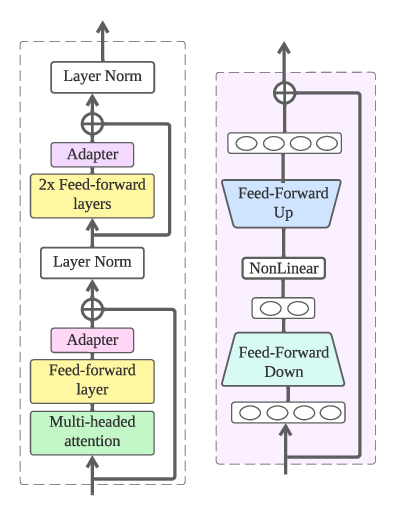 Layer Norm
Adapter
2x Feed-forward
layers
Layer Norm
Adapter
Feed-forward
layer
Multi-headed
attention
Feed-Forward
Up
NonLinear
Feed-Forward
Down